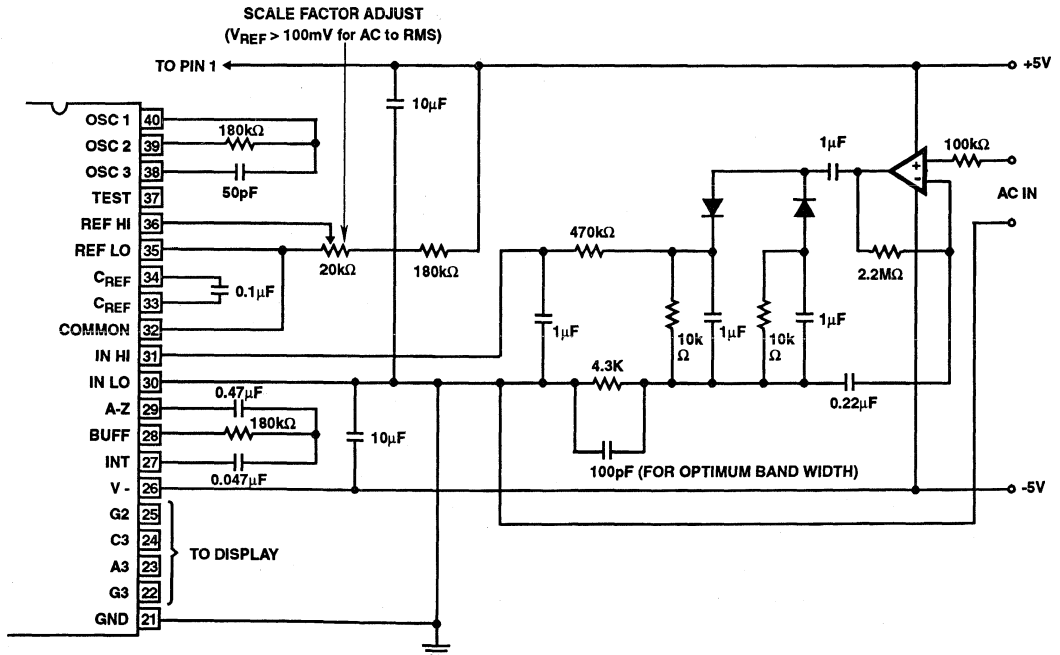 SCALE FACTOR ADJUST
(VREF > 100mV for AC to RMS)
TO PIN 1
+5V
10μF
OSC 1 40
180kΩ
OSC 2 39
OSC 3 38
50pF
TEST 37
REF HI 36
REF LO 35
20kΩ
180kΩ
CREF 34
0.1μF
CREF 33
COMMON 32
IN HI 31
IN LO 30
0.47μF
A-Z 29
180kΩ
BUFF 28
INT 27
0.047μF
V - 26
10μF
G2 25
C3 24
A3 23
G3 22
TO DISPLAY
GND 21
470kΩ
1μF
10k
Ω
1μF
10k
Ω
1μF
1μF
+
-
100kΩ
AC IN
2.2MΩ
4.3K
0.22μF
100pF (FOR OPTIMUM BAND WIDTH)
-5V